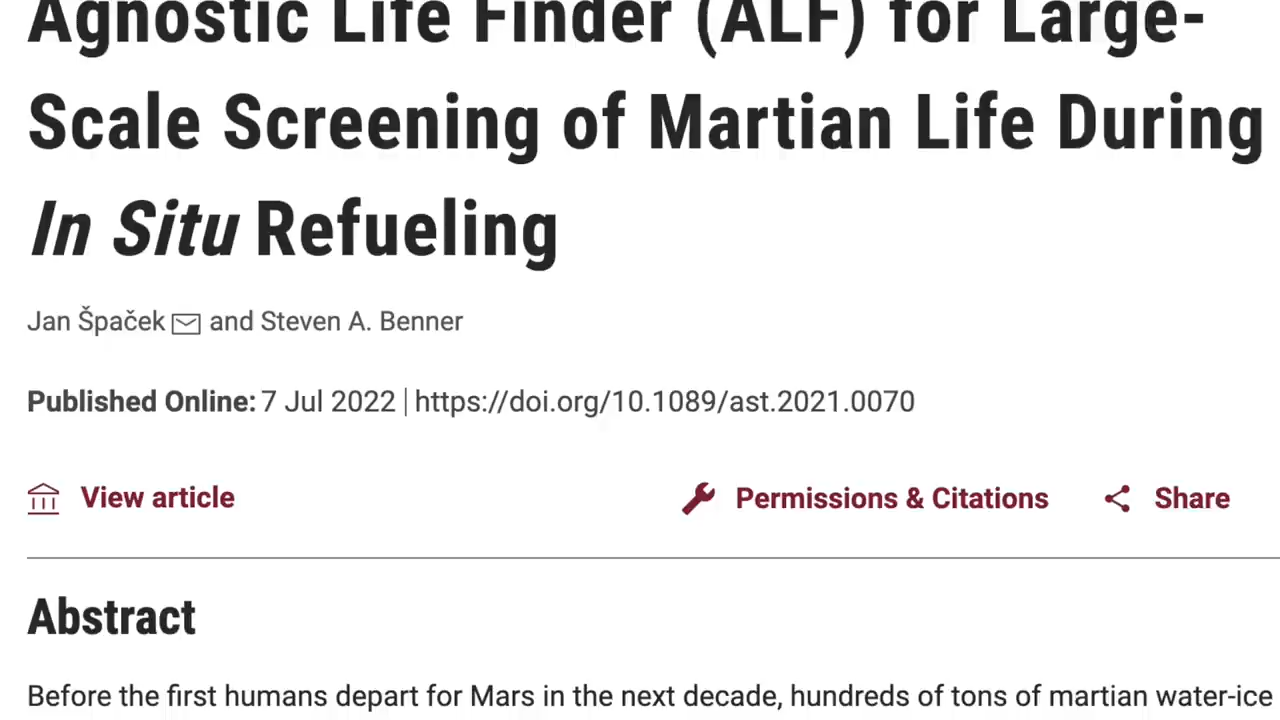 Agnostic Life Finder (ALF) for Large-
Scale Screening of Martian Life During
In Situ Refueling
Jan Špaček and Steven A. Benner
Published Online: 7 Jul 2022 | https://doi.org/10.1089/ast.2021.0070
View article Permissions & Citations Share
Abstract
Before the first humans depart for Mars in the next decade, hundreds of tons of martian water-ice